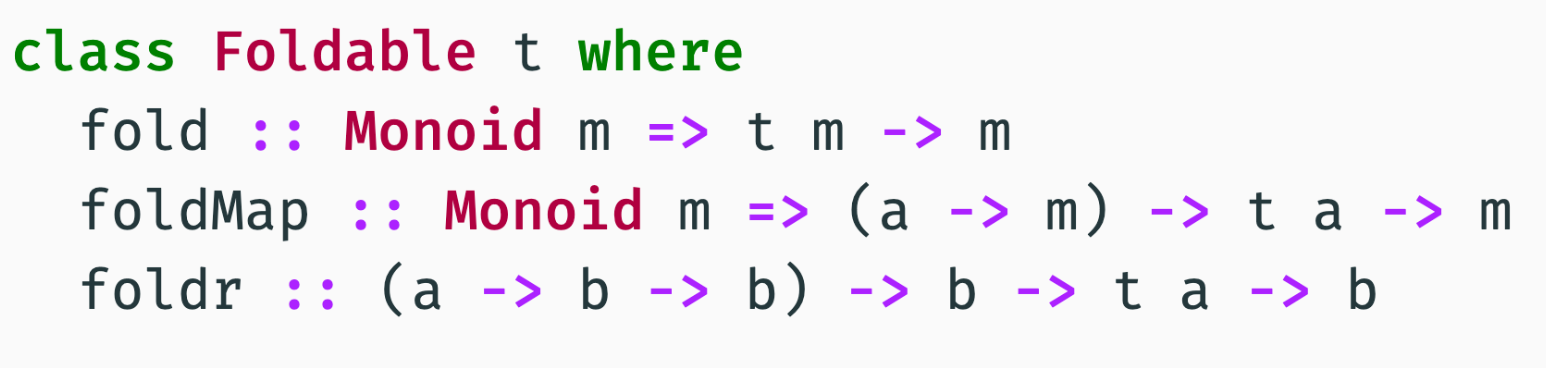 class Foldable t where
  fold :: Monoid m => t m -> m
  foldMap :: Monoid m => (a -> m) -> t a -> m
  foldr :: (a -> b -> b) -> b -> t a -> b